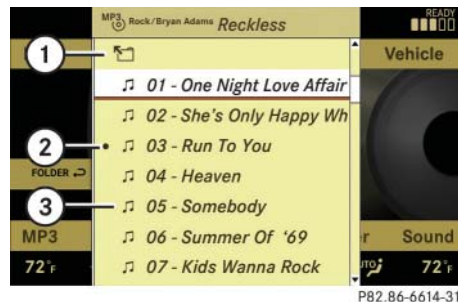 MP3 Rock/Bryan Adams Reckless
READY
1
Vehicle
01 - One Night Love Affair
02 - She's Only Happy Wh
2
03 - Run To You
FOLDER
04 - Heaven
3
05 - Somebody
MP3
06 - Summer Of '69
r
Sound
72°F
07 - Kids Wanna Rock
UTO
72°F
P82.86-6614-31